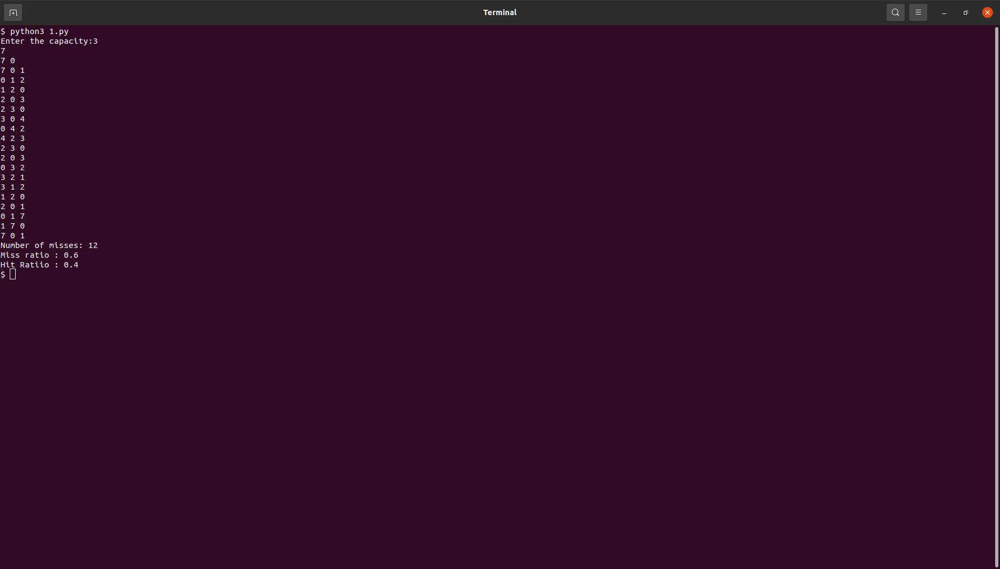 Terminal
$ python3 1.py
Enter the capacity:3
7
7 0
7 0 1
0 1 2
1 2 0
2 0 3
2 3 0
3 0 4
0 4 2
4 2 3
2 3 0
2 0 3
0 3 2
3 2 1
3 1 2
1 2 0
2 0 1
0 1 7
1 7 0
7 0 1
Number of misses: 12
Miss ratio : 0.6
Hit Ratiio : 0.4
$